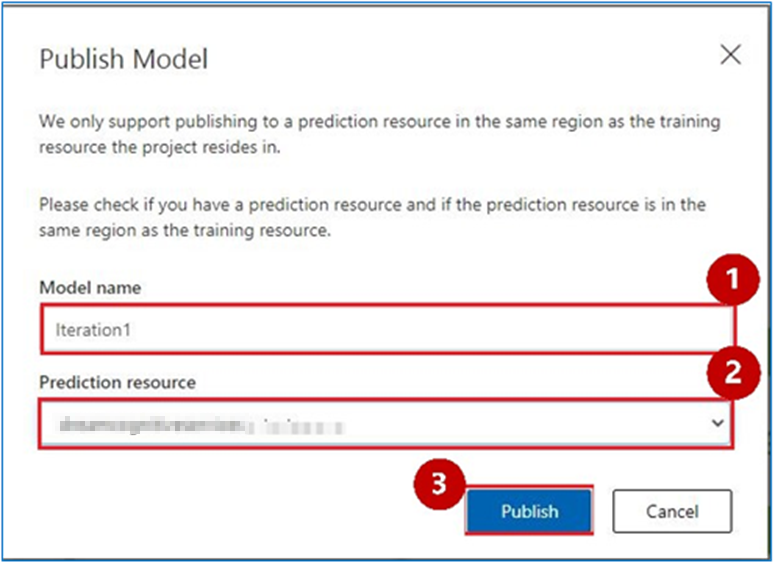 Publish Model
We only support publishing to a prediction resource in the same region as the training
resource the project resides in.
Please check if you have a prediction resource and if the prediction resource is in the
same region as the training resource.
1
Model name
Iteration1
2
Prediction resource
3
Publish
Cancel